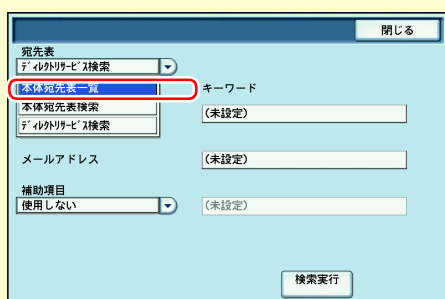 閉じる
宛先表
ﾃﾞｨﾚｸﾄﾘｻｰﾋﾞｽ検索
本体宛先表一覧
キーワード
本体宛先表検索
(未設定)
ﾃﾞｨﾚｸﾄﾘｻｰﾋﾞｽ検索
メールアドレス
(未設定)
補助項目
使用しない
(未設定)
検索実行